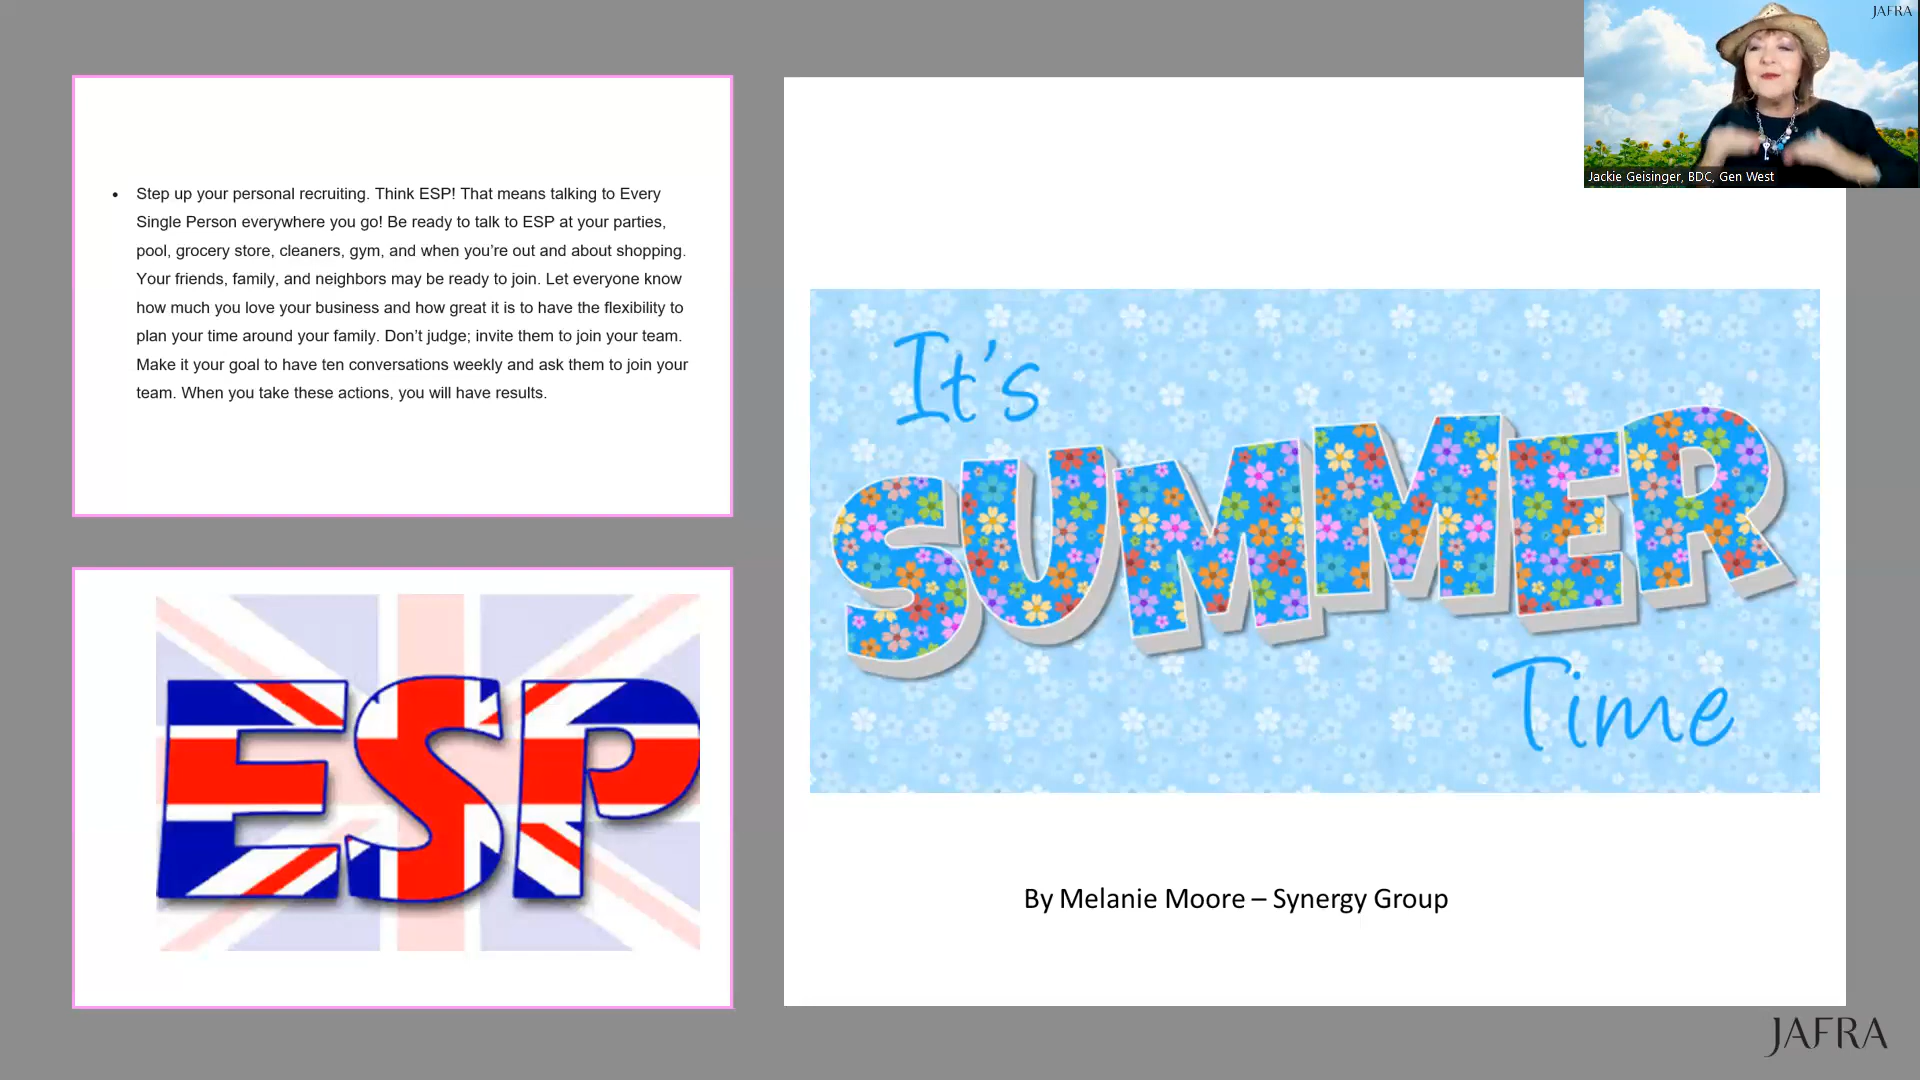 JAFRA
Jackie Geisinger, BDC, Gen West
• Step up your personal recruiting. Think ESP! That means talking to Every
Single Person everywhere you go! Be ready to talk to ESP at your parties,
pool, grocery store, cleaners, gym, and when you’re out and about shopping.
Your friends, family, and neighbors may be ready to join. Let everyone know
how much you love your business and how great it is to have the flexibility to
plan your time around your family. Don’t judge; invite them to join your team.
Make it your goal to have ten conversations weekly and ask them to join your
team. When you take these actions, you will have results.
ESP
It’s
SUMMER
Time
By Melanie Moore – Synergy Group
JAFRA